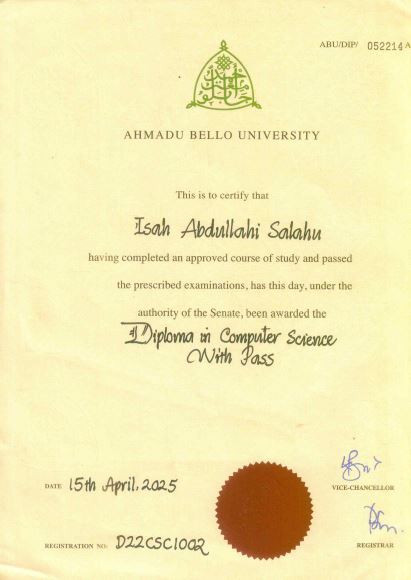 ABU/DIP/ 052214 A
AHMADU BELLO UNIVERSITY
This is to certify that
Isah Abdullahi Salahu
having completed an approved course of study and passed
the prescribed examinations, has this day, under the
authority of the Senate, been awarded the
Diploma in Computer Science
With Pass
DATE 15th April, 2025
VICE-CHANCELLOR
REGISTRATION NO: D22CSC1002
REGISTRAR